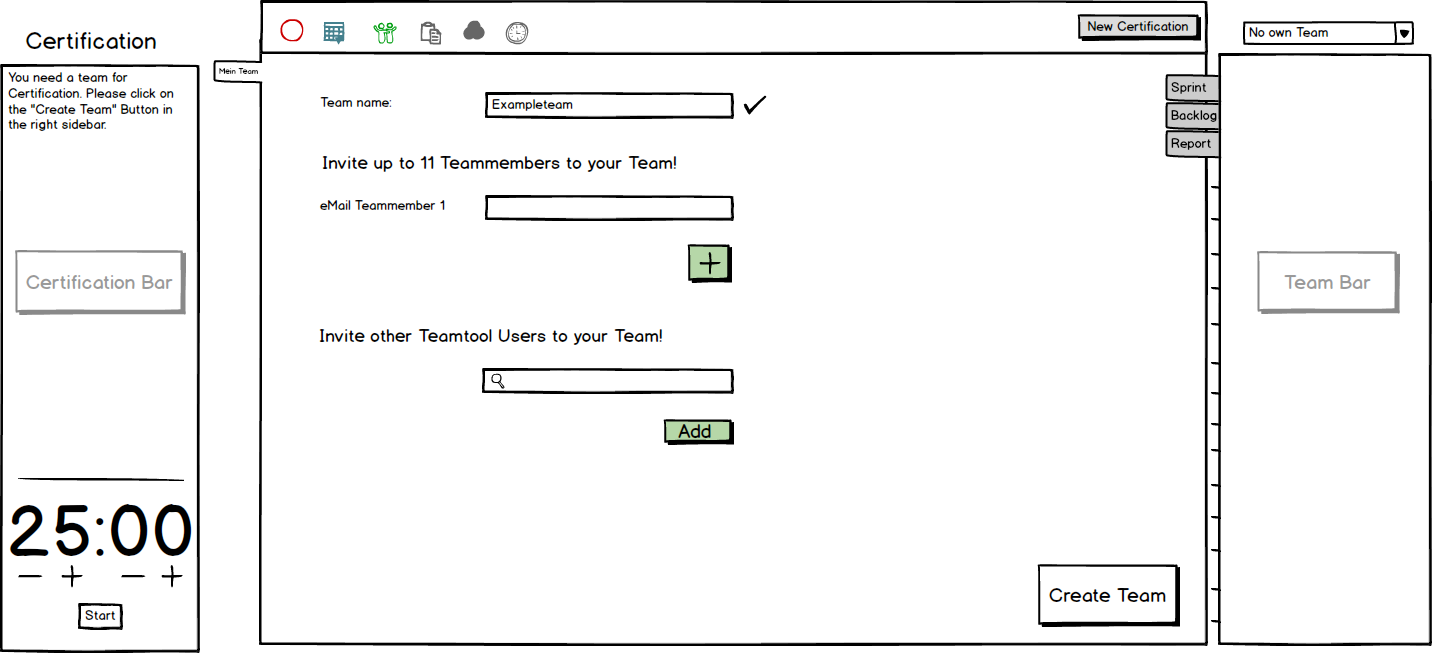 Certification
You need a team for
Certification. Please click on
the "Create Team" Button in
the right sidebar.
Certification Bar
25:00
− + − +
Start
New Certification
Mein Team
Team name:
Exampleteam
Invite up to 11 Teammembers to your Team!
eMail Teammember 1
+
Invite other Teamtool Users to your Team!
Add
Create Team
Sprint
Backlog
Report
No own Team
Team Bar